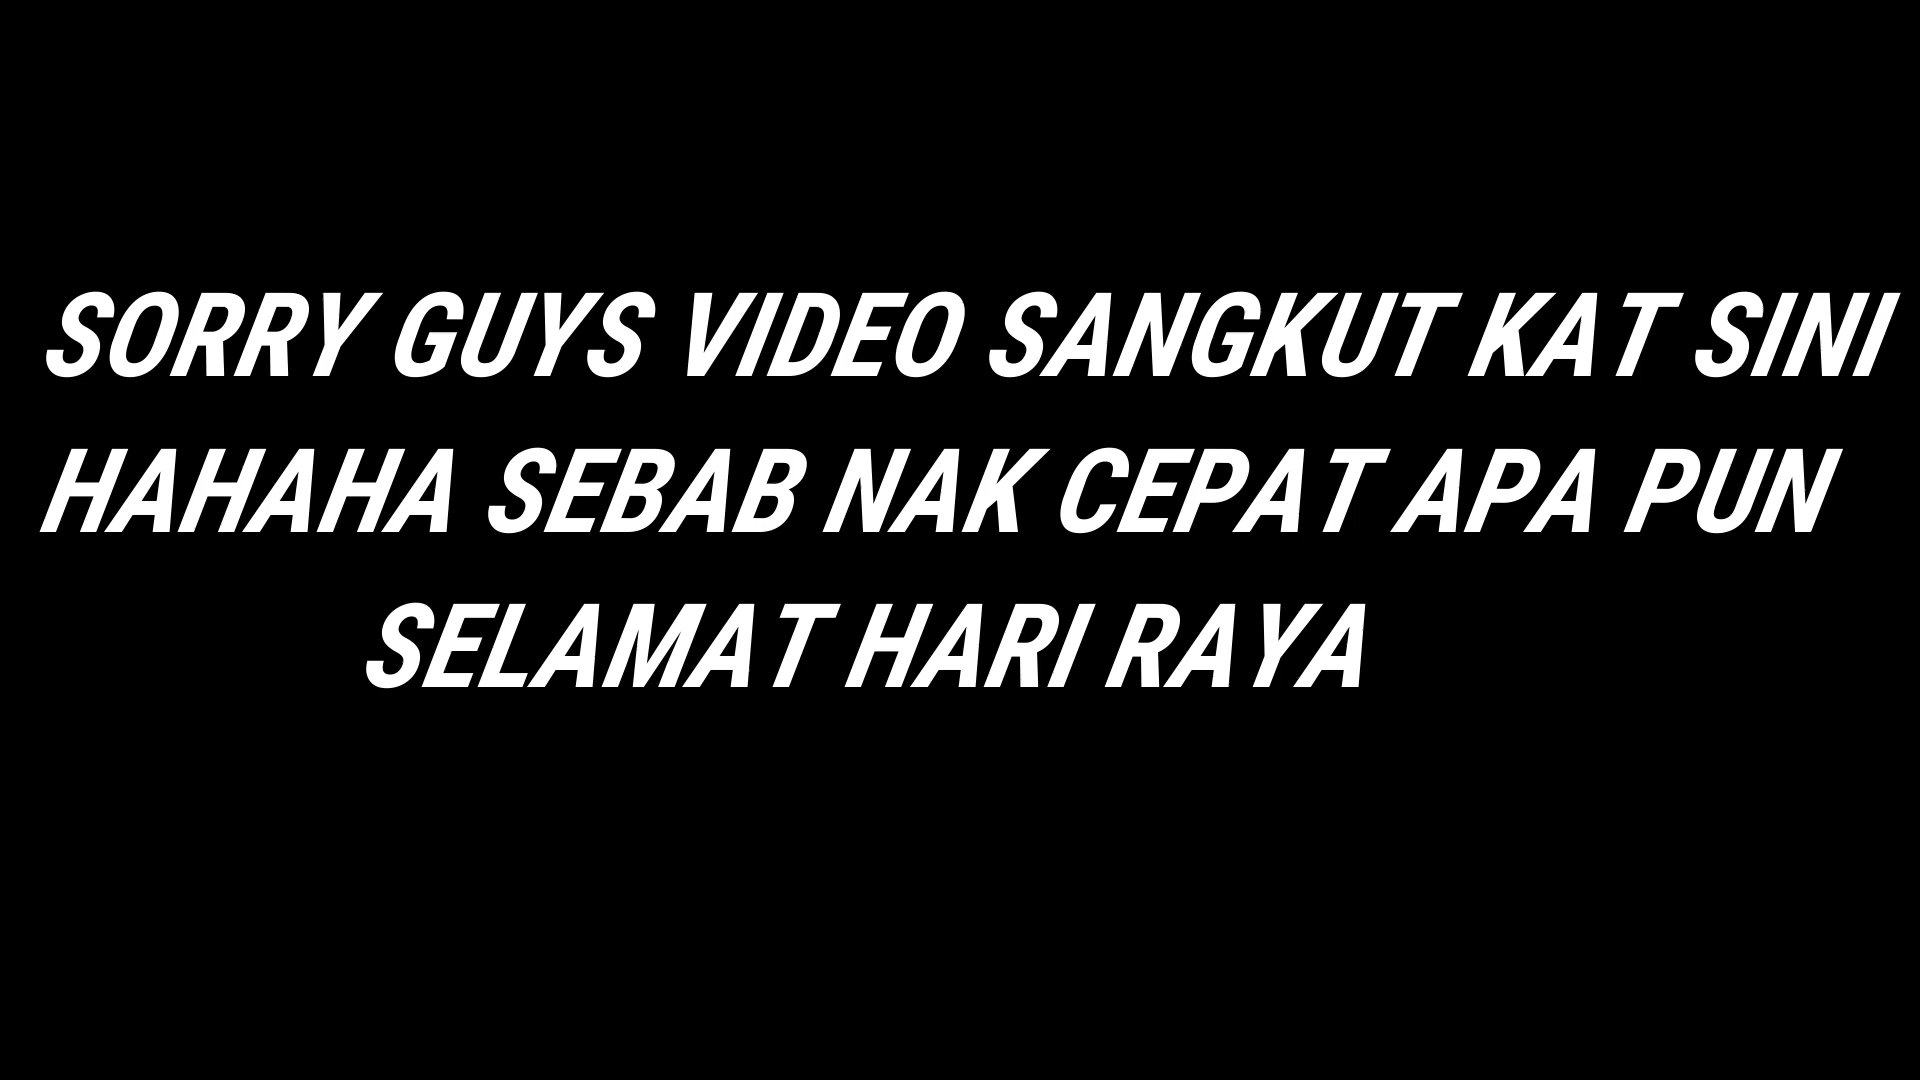 SORRY GUYS VIDEO SANGKUT KAT SINI
HAHAHA SEBAB NAK CEPAT APA PUN
SELAMAT HARI RAYA